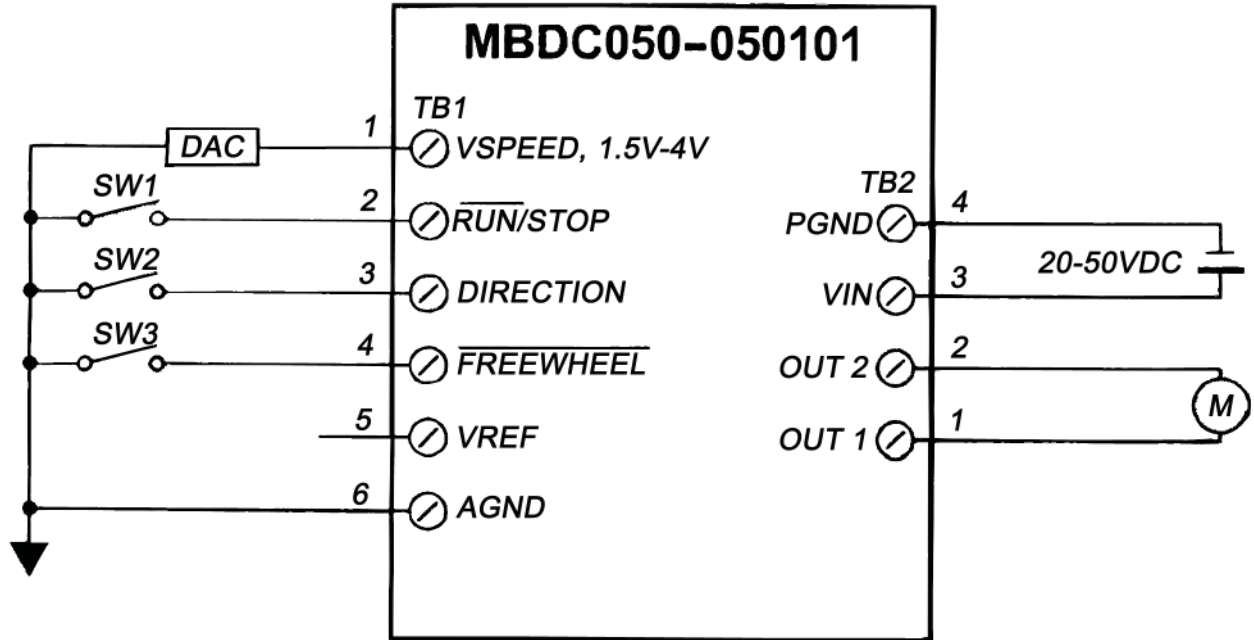 MBDC050-050101
TB1
DAC
1
VSPEED, 1.5V-4V
SW1
2
RUN/STOP
SW2
3
DIRECTION
SW3
4
FREEWHEEL
5
VREF
6
AGND
TB2
PGND
4
20-50VDC
VIN
3
OUT 2
2
M
OUT 1
1